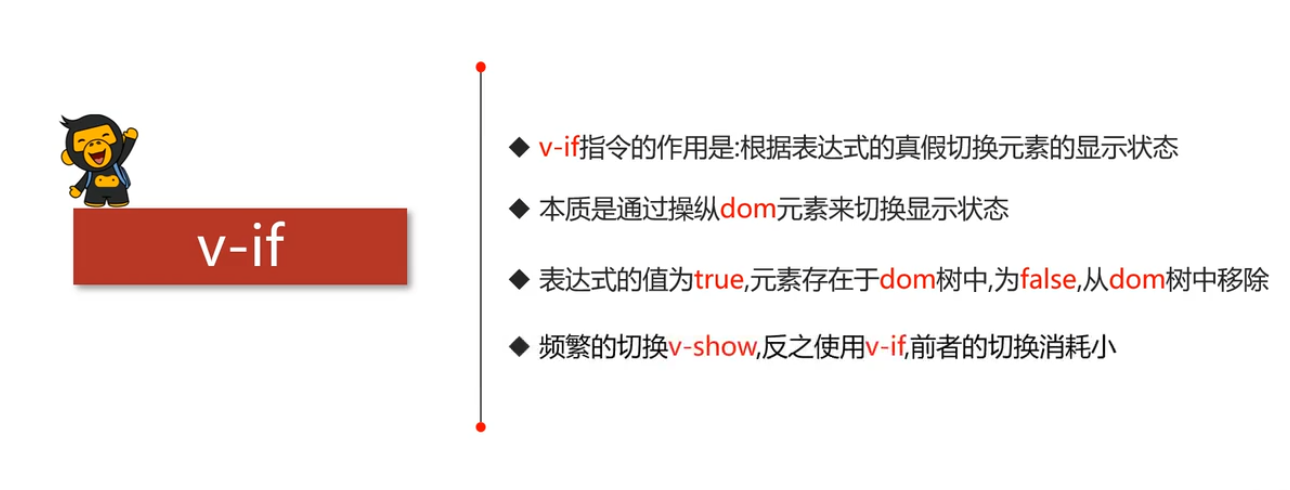 v-if
◆ v-if指令的作用是:根据表达式的真假切换元素的显示状态
◆ 本质是通过操纵dom元素来切换显示状态
◆ 表达式的值为true,元素存在于dom树中,为false,从dom树中移除
◆ 频繁的切换v-show,反之使用v-if,前者的切换消耗小